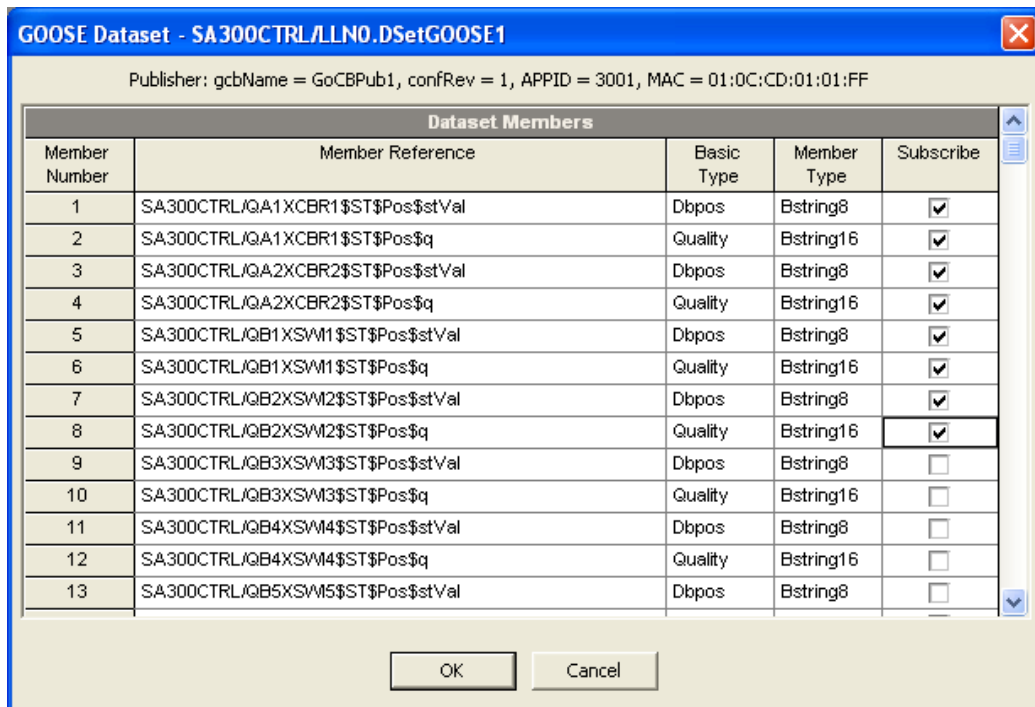 GOOSE Dataset - SA300CTRL/LLN0.DSetGOOSE1
Publisher: gcbName = GoCBPub1, confRev = 1, APPID = 3001, MAC = 01:0C:CD:01:01:FF
Dataset Members
Member Number Member Reference Basic Type Member Type Subscribe
1 SA300CTRL/QA1XCBR1$ST$Pos$stVal Dbpos Bstring8
2 SA300CTRL/QA1XCBR1$ST$Pos$q Quality Bstring16
3 SA300CTRL/QA2XCBR2$ST$Pos$stVal Dbpos Bstring8
4 SA300CTRL/QA2XCBR2$ST$Pos$q Quality Bstring16
5 SA300CTRL/QB1XSWI1$ST$Pos$stVal Dbpos Bstring8
6 SA300CTRL/QB1XSWI1$ST$Pos$q Quality Bstring16
7 SA300CTRL/QB2XSWI2$ST$Pos$stVal Dbpos Bstring8
8 SA300CTRL/QB2XSWI2$ST$Pos$q Quality Bstring16
9 SA300CTRL/QB3XSWI3$ST$Pos$stVal Dbpos Bstring8
10 SA300CTRL/QB3XSWI3$ST$Pos$q Quality Bstring16
11 SA300CTRL/QB4XSWI4$ST$Pos$stVal Dbpos Bstring8
12 SA300CTRL/QB4XSWI4$ST$Pos$q Quality Bstring16
13 SA300CTRL/QB5XSWI5$ST$Pos$stVal Dbpos Bstring8
OK Cancel